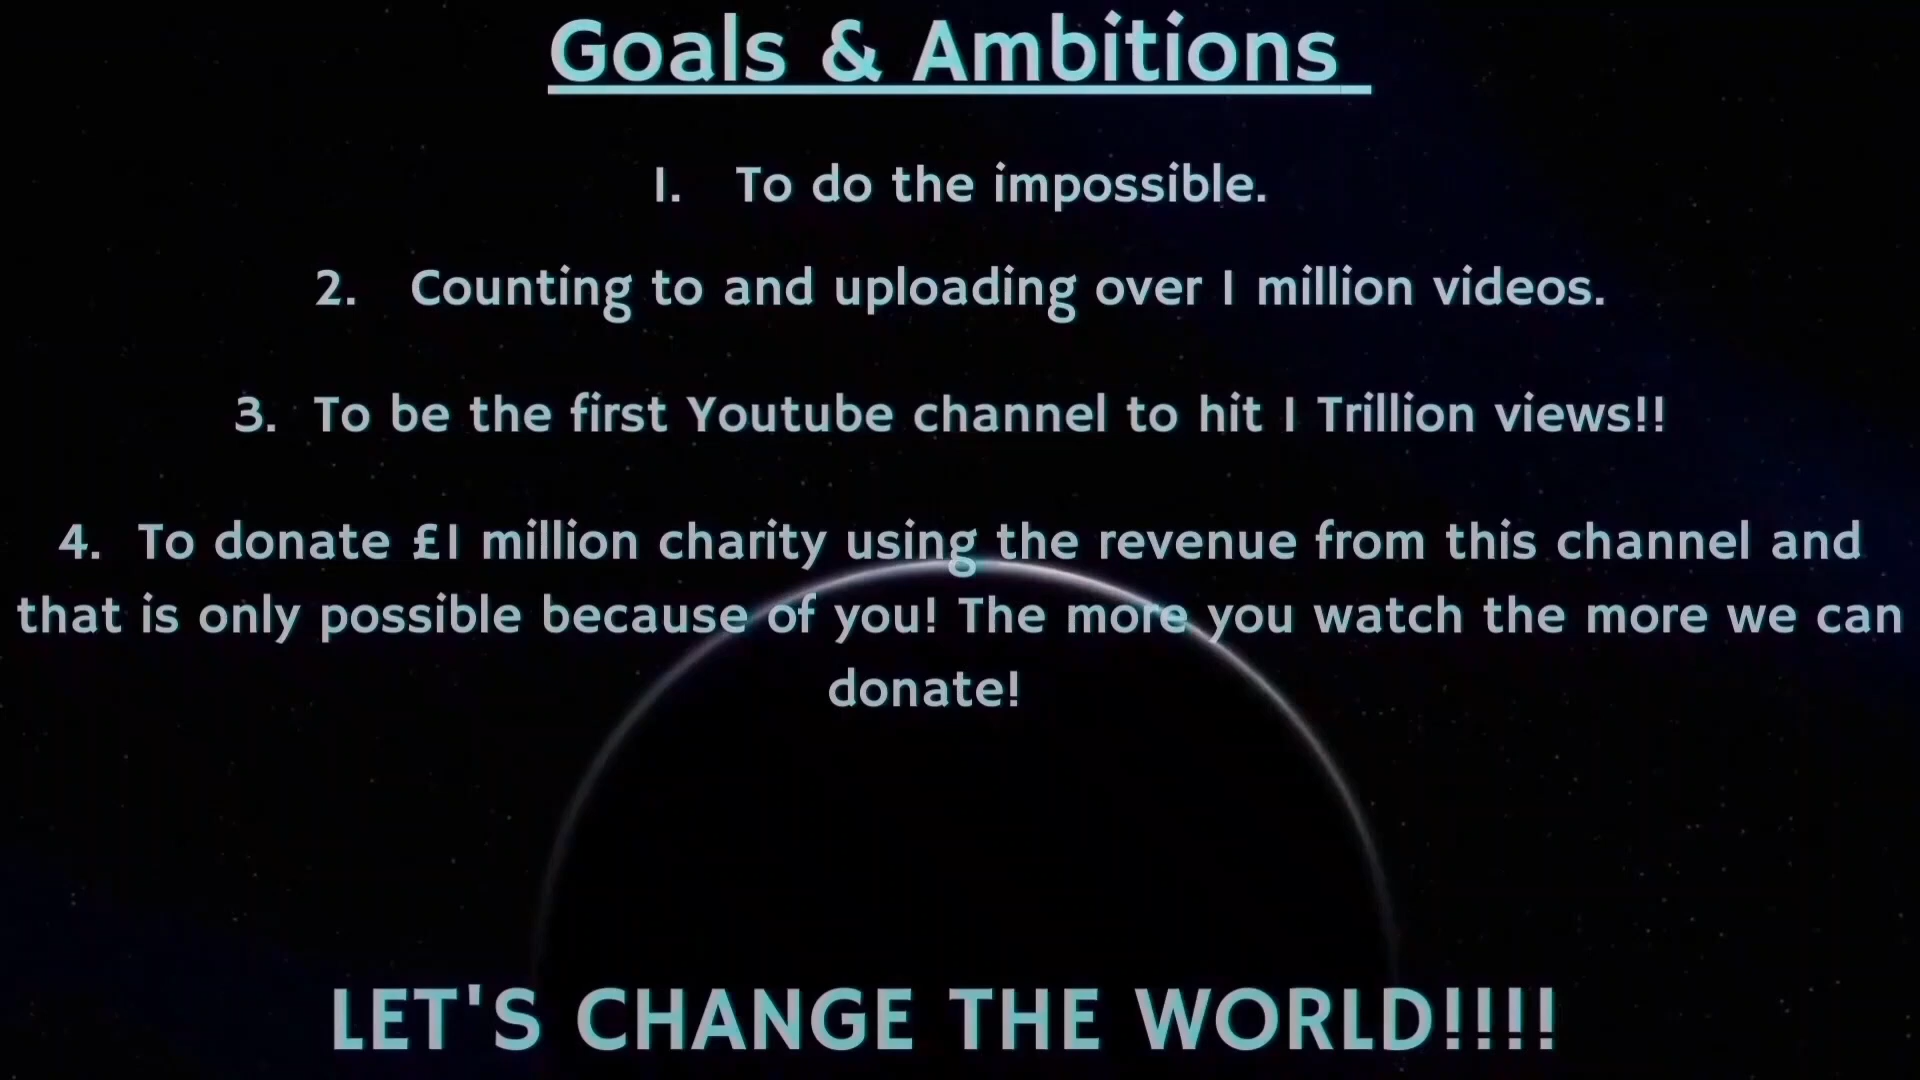 Goals & Ambitions
1. To do the impossible.
2. Counting to and uploading over 1 million videos.
3. To be the first Youtube channel to hit 1 Trillion views!!
4. To donate £1 million charity using the revenue from this channel and
that is only possible because of you! The more you watch the more we can
donate!
LET'S CHANGE THE WORLD!!!!